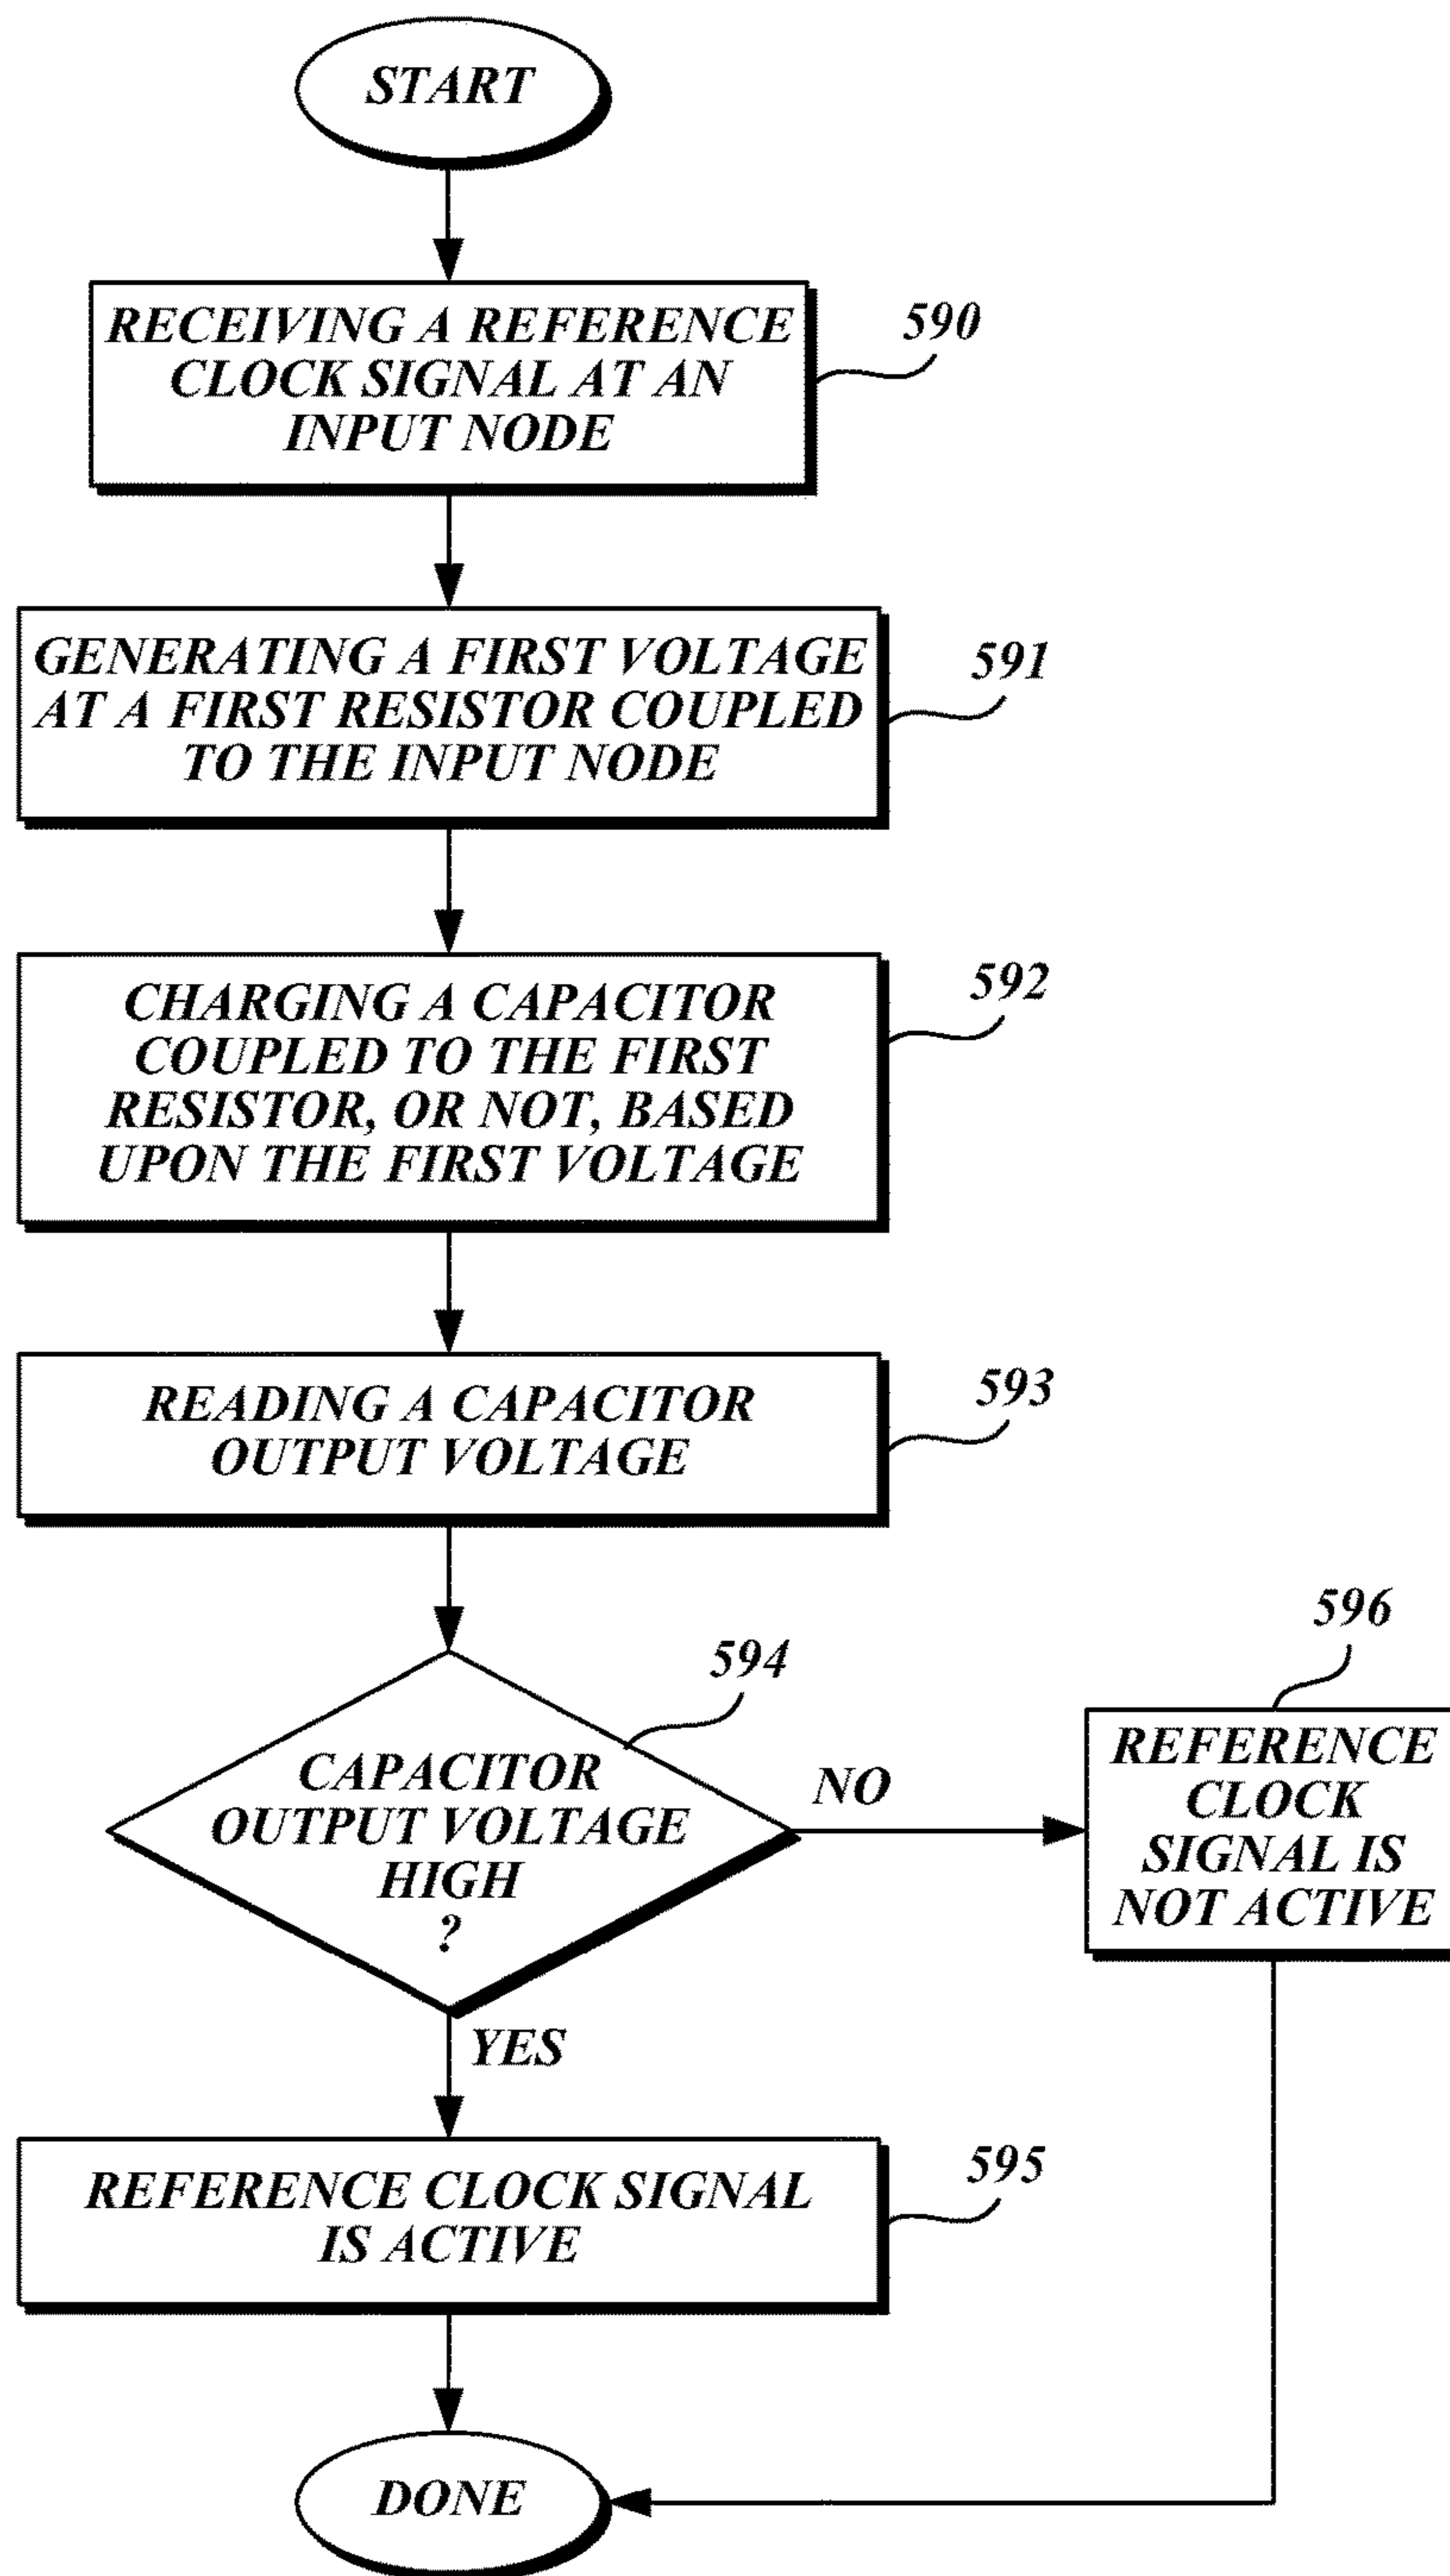 START
RECEIVING A REFERENCE
CLOCK SIGNAL AT AN
INPUT NODE
590
GENERATING A FIRST VOLTAGE
AT A FIRST RESISTOR COUPLED
TO THE INPUT NODE
591
CHARGING A CAPACITOR
COUPLED TO THE FIRST
RESISTOR, OR NOT, BASED
UPON THE FIRST VOLTAGE
592
READING A CAPACITOR
OUTPUT VOLTAGE
593
CAPACITOR
OUTPUT VOLTAGE
HIGH
?
594
NO
596
REFERENCE
CLOCK
SIGNAL IS
NOT ACTIVE
YES
REFERENCE CLOCK SIGNAL
IS ACTIVE
595
DONE